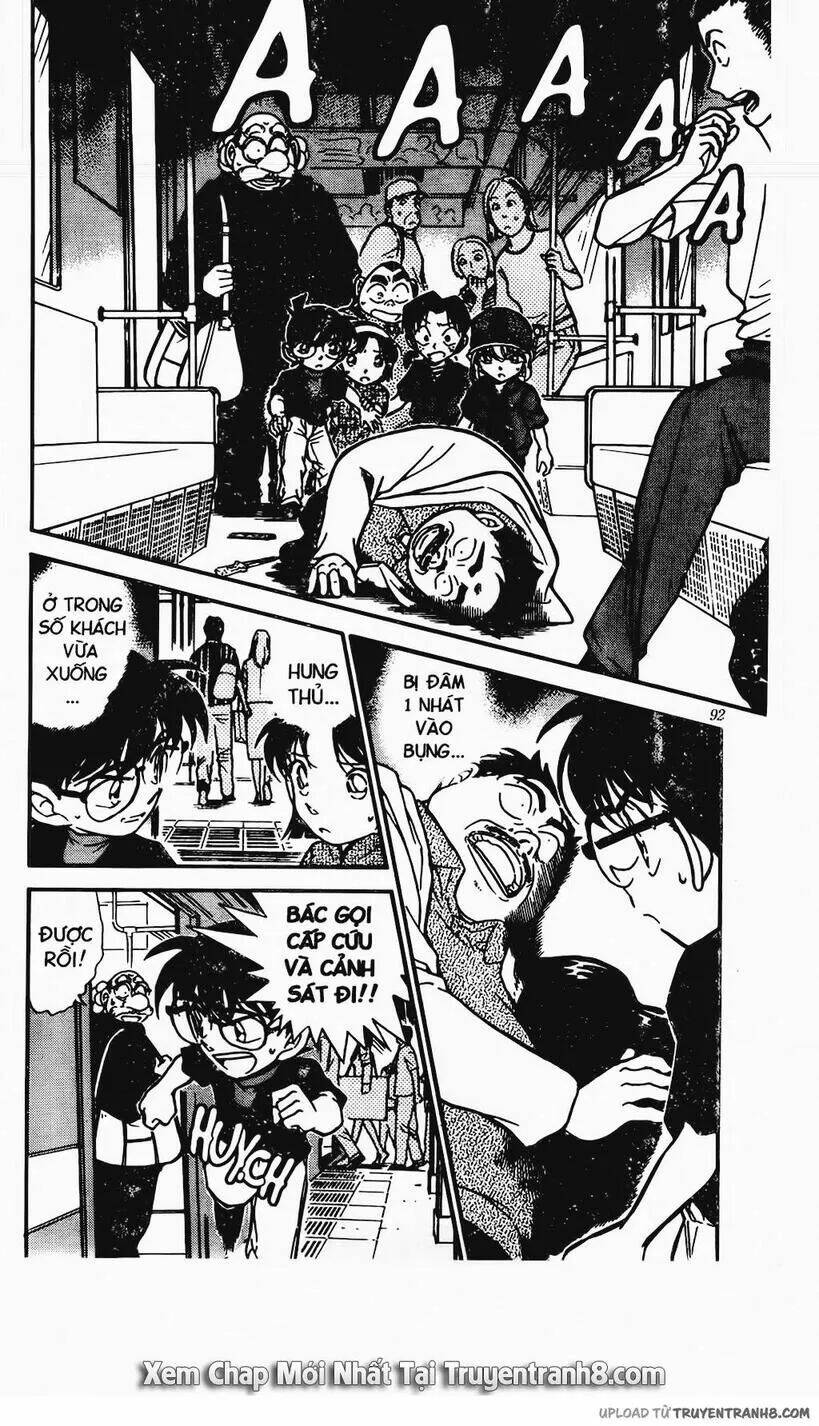 A A A A A
92
BỊ ĐÂM
1 NHÁT
VÀO
BỤNG...
HUNG
THỦ...
Ở TRONG
SỐ KHÁCH
VỪA
XUỐNG
...
BÁC GỌI
CẤP CỨU
VÀ CẢNH
SÁT ĐI!!
ĐƯỢC
RỒI!
HUỴCH
Xem Chap Mới Nhất Tại Truyentranh8.com
UPLOAD TỪ TRUYENTRANH8.COM